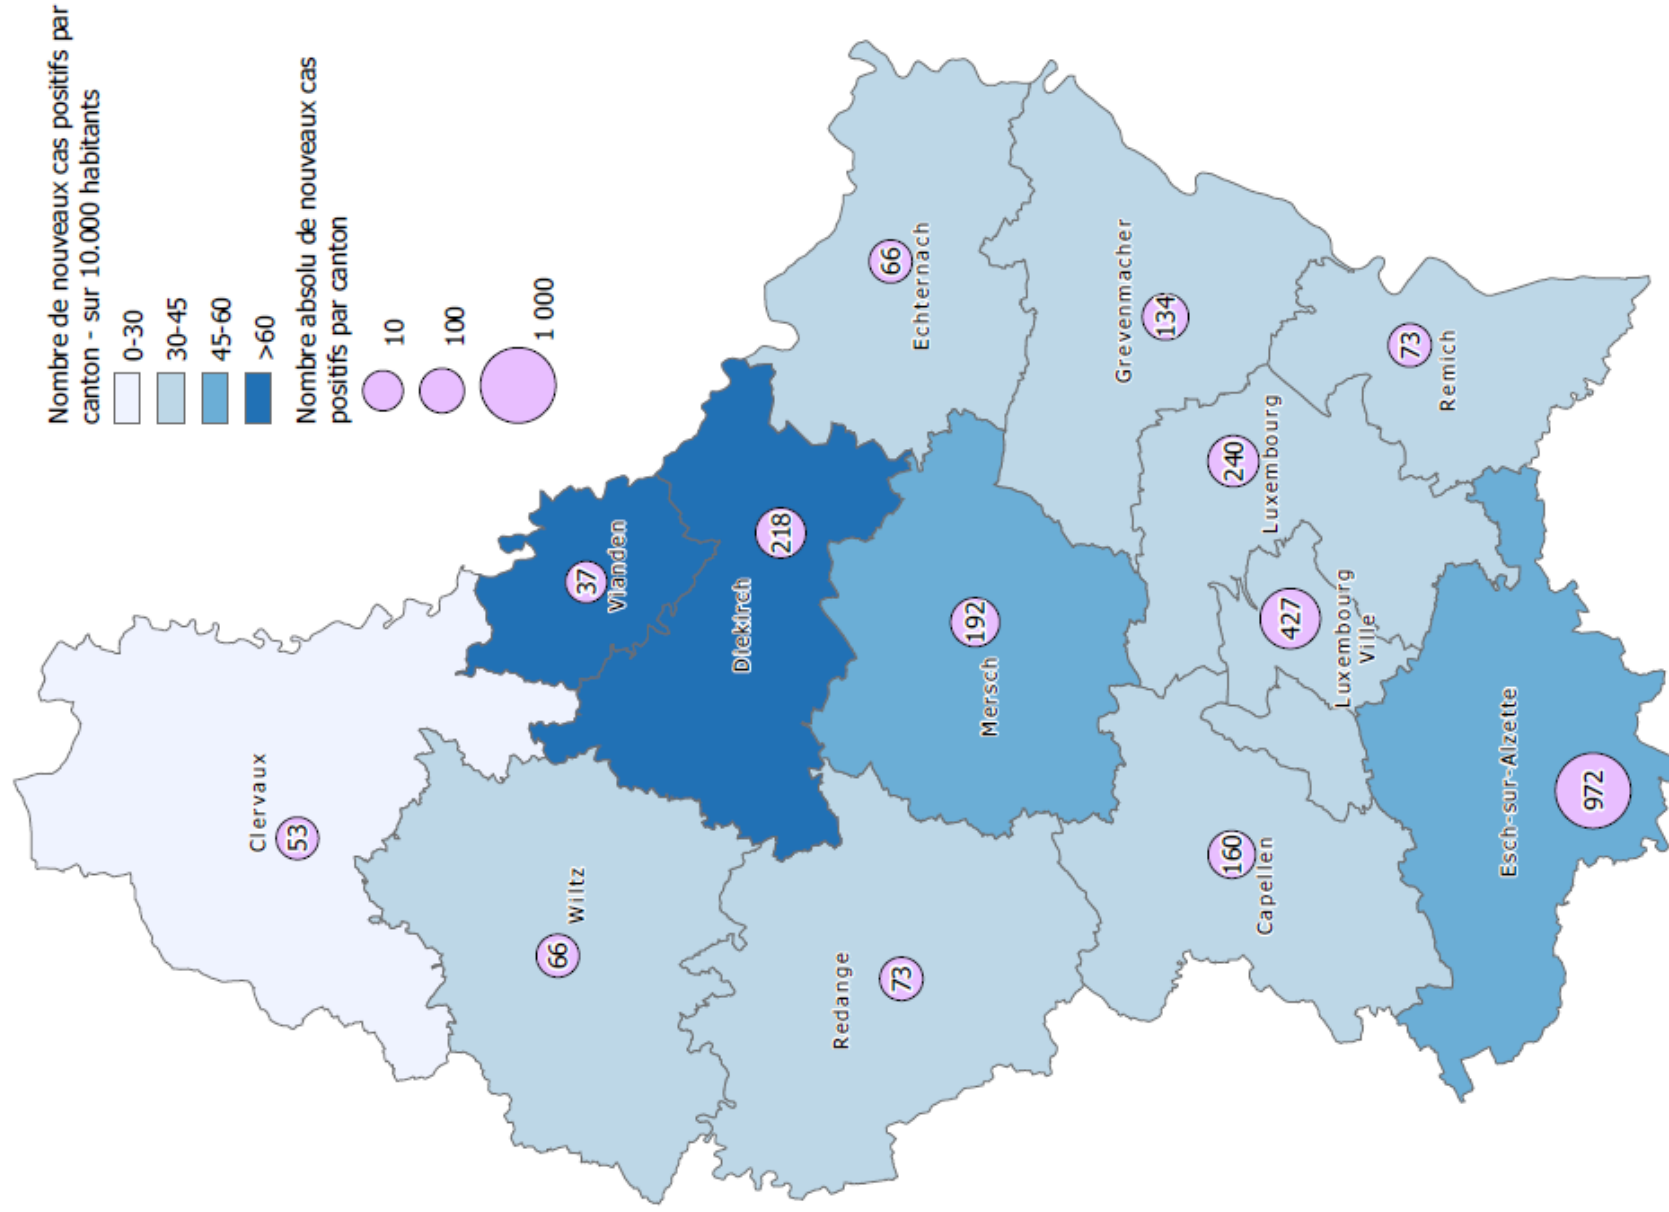 Nombre de nouveaux cas positifs par
canton - sur 10.000 habitants
0-30
30-45
45-60
>60
Nombre absolu de nouveaux cas
positifs par canton
10
100
1 000
Clervaux
53
Wiltz
66
Vianden
37
Diekirch
218
Redange
73
Mersch
192
Echternach
66
Grevenmacher
134
Capellen
160
Luxembourg
240
Luxembourg
Ville
427
Remich
73
Esch-sur-Alzette
972